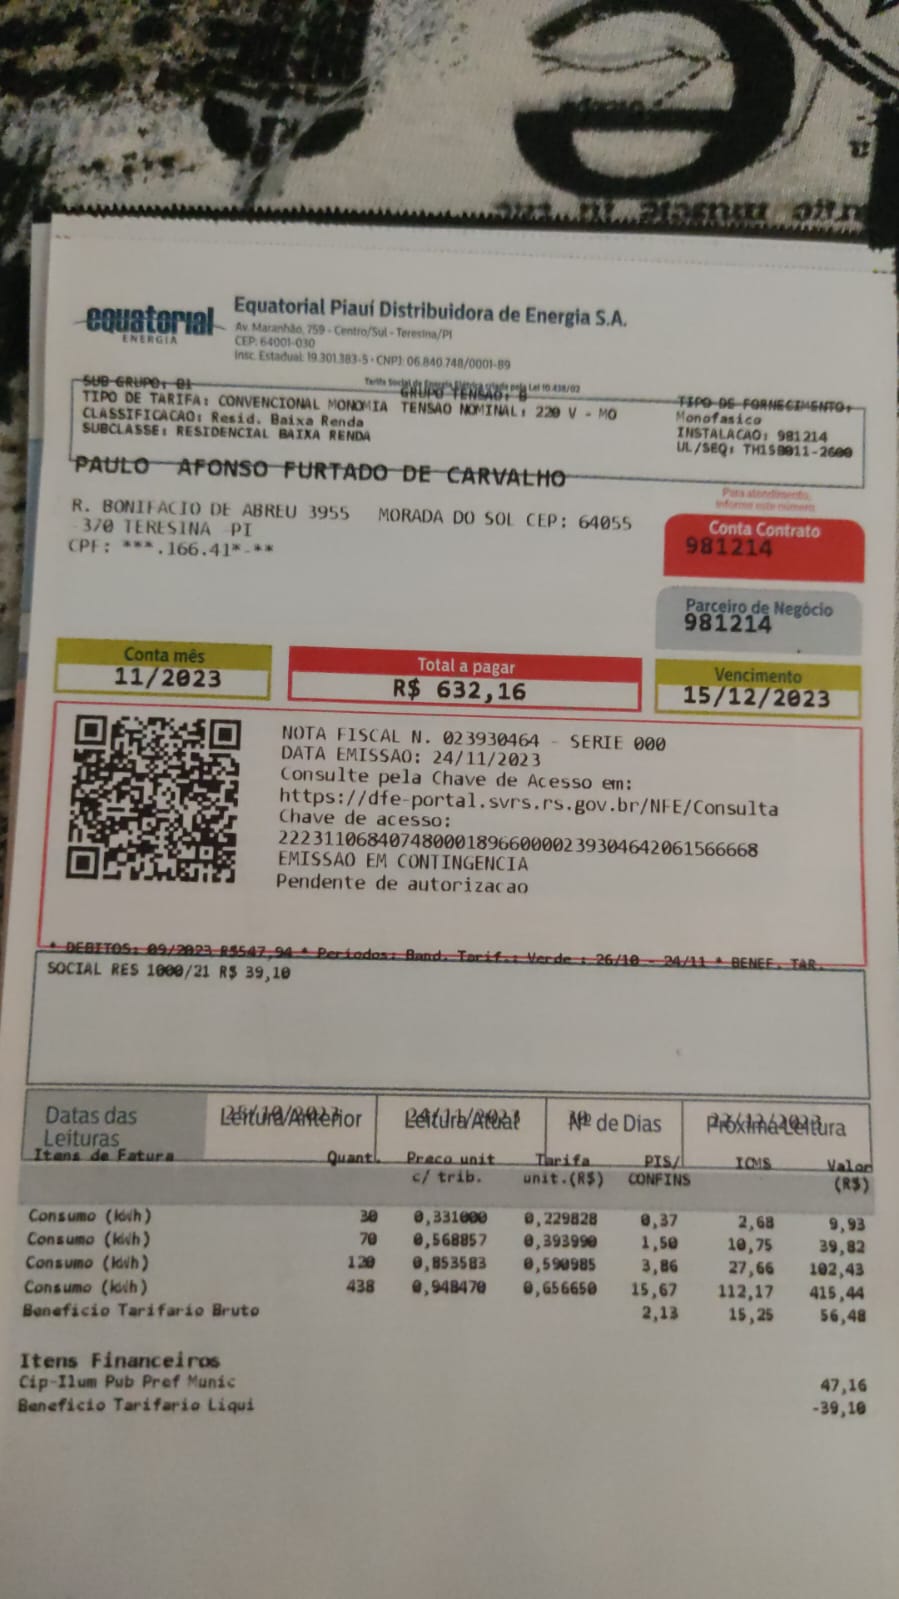 equatorial
ENERGIA
Equatorial Piauí Distribuidora de Energia S.A.
Av. Maranhão, 759 - Centro/Sul - Teresina/PI
CEP: 64001-030
Insc. Estadual: 19.301.383-5 - CNPJ: 06.840.748/0001-89
Tarifa Social de Energia Elétrica criada pela Lei 10.438/02
SUB GRUPO: B1 GRUPO TENSAO: B TIPO DE FORNECIMENTO:
TIPO DE TARIFA: CONVENCIONAL MONOMIA TENSAO NOMINAL: 220 V - MO Monofasico
CLASSIFICACAO: Resid. Baixa Renda INSTALACAO: 981214
SUBCLASSE: RESIDENCIAL BAIXA RENDA UL/SEQ: TH15B011-2600
PAULO AFONSO FURTADO DE CARVALHO
R. BONIFACIO DE ABREU 3955 MORADA DO SOL CEP: 64055
-370 TERESINA PI
CPF: ***.166.41*-**
Para atendimento,
informe este número
Conta Contrato
981214
Parceiro de Negócio
981214
Conta mês
11/2023
Total a pagar
R$ 632,16
Vencimento
15/12/2023
NOTA FISCAL N. 023930464 - SERIE 000
DATA EMISSAO: 24/11/2023
Consulte pela Chave de Acesso em:
https://dfe-portal.svrs.rs.gov.br/NFE/Consulta
Chave de acesso:
22231106840748000189660000239304642061566668
EMISSAO EM CONTINGENCIA
Pendente de autorizacao
* DEBITOS: 09/2023 R$547,94 * Periodos: Band. Tarif.: Verde : 26/10 - 24/11 * BENEF. TAR.
SOCIAL RES 1000/21 R$ 39,10
Datas das Leituras
Leitura Anterior 25/10/2023
Leitura Atual 24/11/2023
Nº de Dias 30
Próxima Leitura
Itens de Fatura Quant. Preco unit c/ trib. Tarifa unit.(R$) PIS/ CONFINS ICMS Valor (R$)
Consumo (kWh) 30 0,331000 0,229828 0,37 2,68 9,93
Consumo (kWh) 70 0,568857 0,393990 1,50 10,75 39,82
Consumo (kWh) 120 0,853583 0,590985 3,86 27,66 102,43
Consumo (kWh) 438 0,948470 0,656650 15,67 112,17 415,44
Beneficio Tarifario Bruto 2,13 15,25 56,48
Itens Financeiros
Cip-Ilum Pub Pref Munic 47,16
Beneficio Tarifario Liqui -39,10